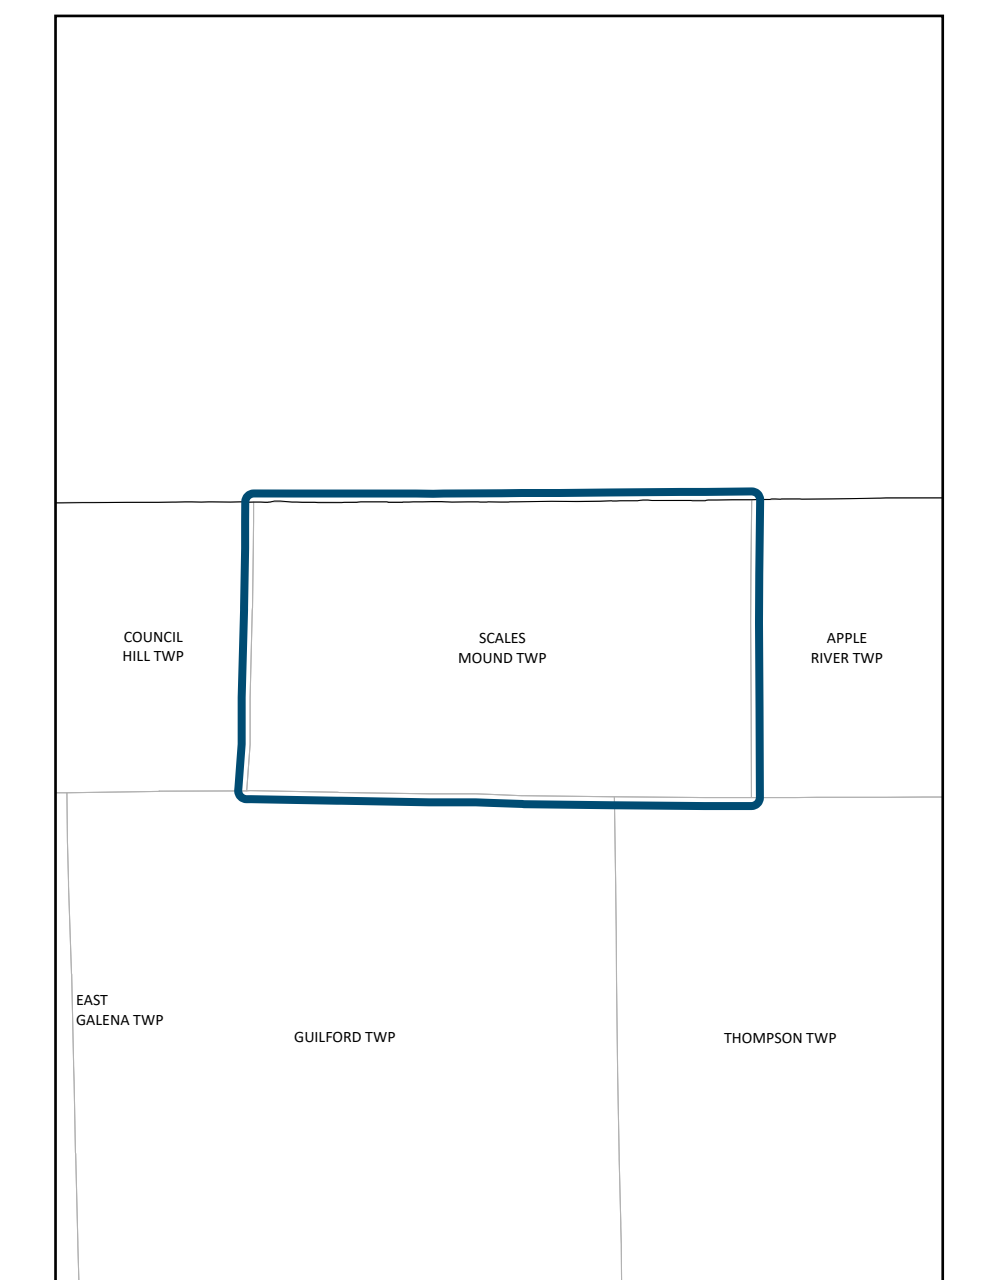 COUNCIL
HILL TWP
SCALES
MOUND TWP
APPLE
RIVER TWP
EAST
GALENA TWP
GUILFORD TWP
THOMPSON TWP